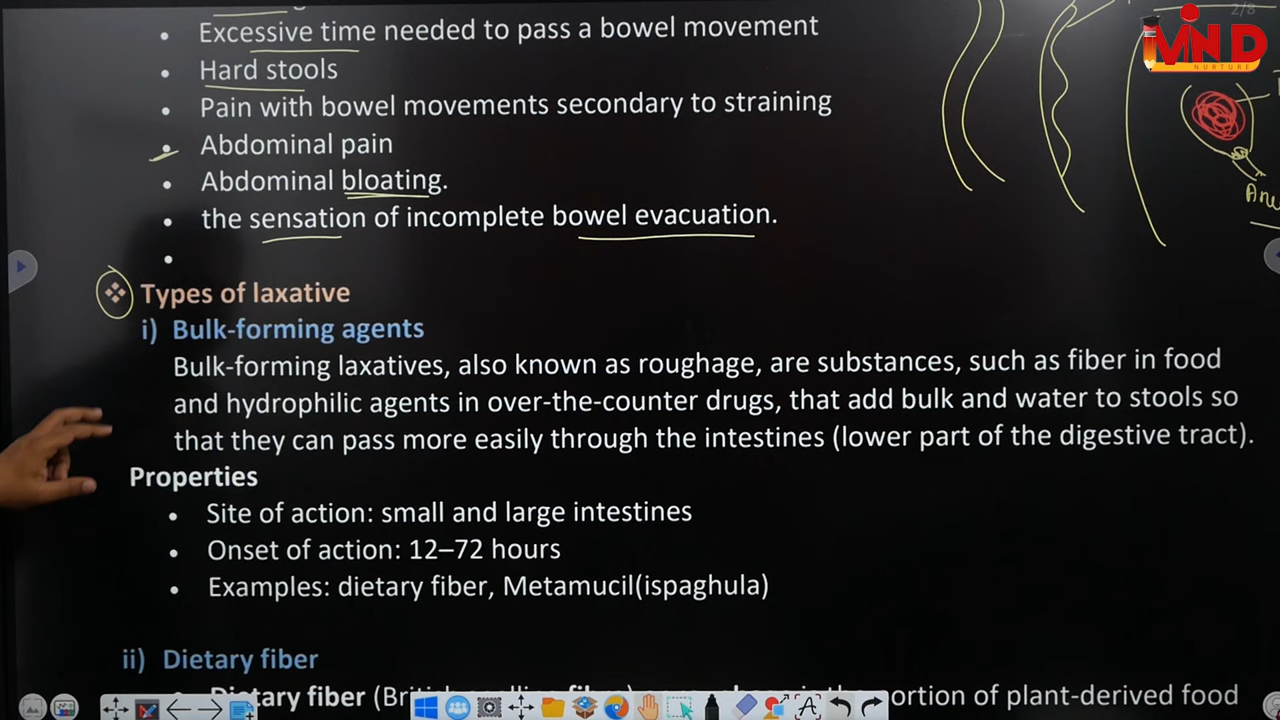 2/8
MIND
NURTURE
Excessive time needed to pass a bowel movement
Hard stools
Pain with bowel movements secondary to straining
Abdominal pain
Abdominal bloating.
the sensation of incomplete bowel evacuation.
Types of laxative
i) Bulk-forming agents
Bulk-forming laxatives, also known as roughage, are substances, such as fiber in food
and hydrophilic agents in over-the-counter drugs, that add bulk and water to stools so
that they can pass more easily through the intestines (lower part of the digestive tract).
Properties
Site of action: small and large intestines
Onset of action: 12–72 hours
Examples: dietary fiber, Metamucil(ispaghula)
ii) Dietary fiber
Dietary fiber
portion of plant-derived food